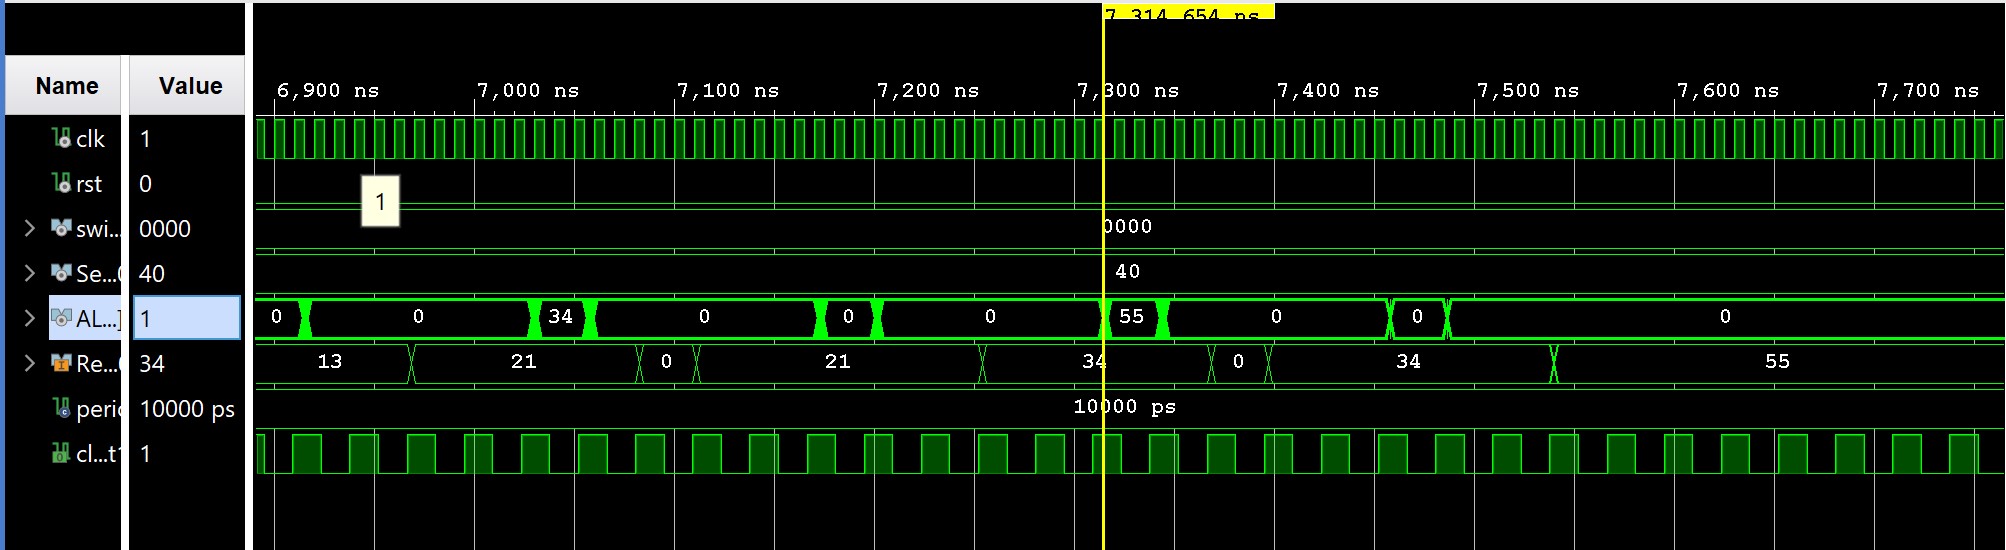 7,314.654 ns
Name Value
6,900 ns 7,000 ns 7,100 ns 7,200 ns 7,300 ns 7,400 ns 7,500 ns 7,600 ns 7,700 ns
clk 1
rst 0
1
swi... 0000 0000
Se...( 40 40
AL...] 1 0 0 34 0 0 0 55 0 0 0
Re...( 34 13 21 0 21 34 0 34 55
peri 10000 ps 10000 ps
cl...t 1